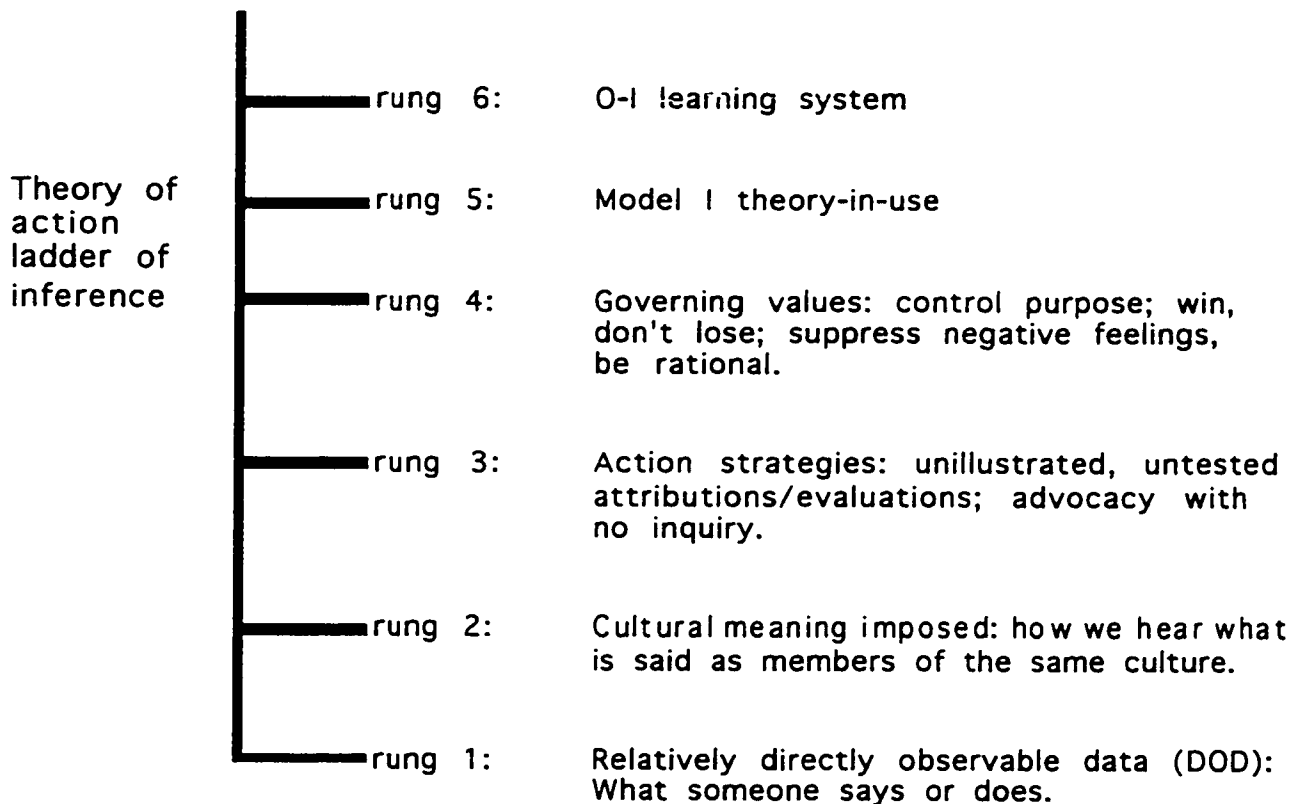 rung 6: O-I learning system
Theory of
action
ladder of
inference
rung 5: Model I theory-in-use
rung 4: Governing values: control purpose; win,
don't lose; suppress negative feelings,
be rational.
rung 3: Action strategies: unillustrated, untested
attributions/evaluations; advocacy with
no inquiry.
rung 2: Cultural meaning imposed: how we hear what
is said as members of the same culture.
rung 1: Relatively directly observable data (DOD):
What someone says or does.